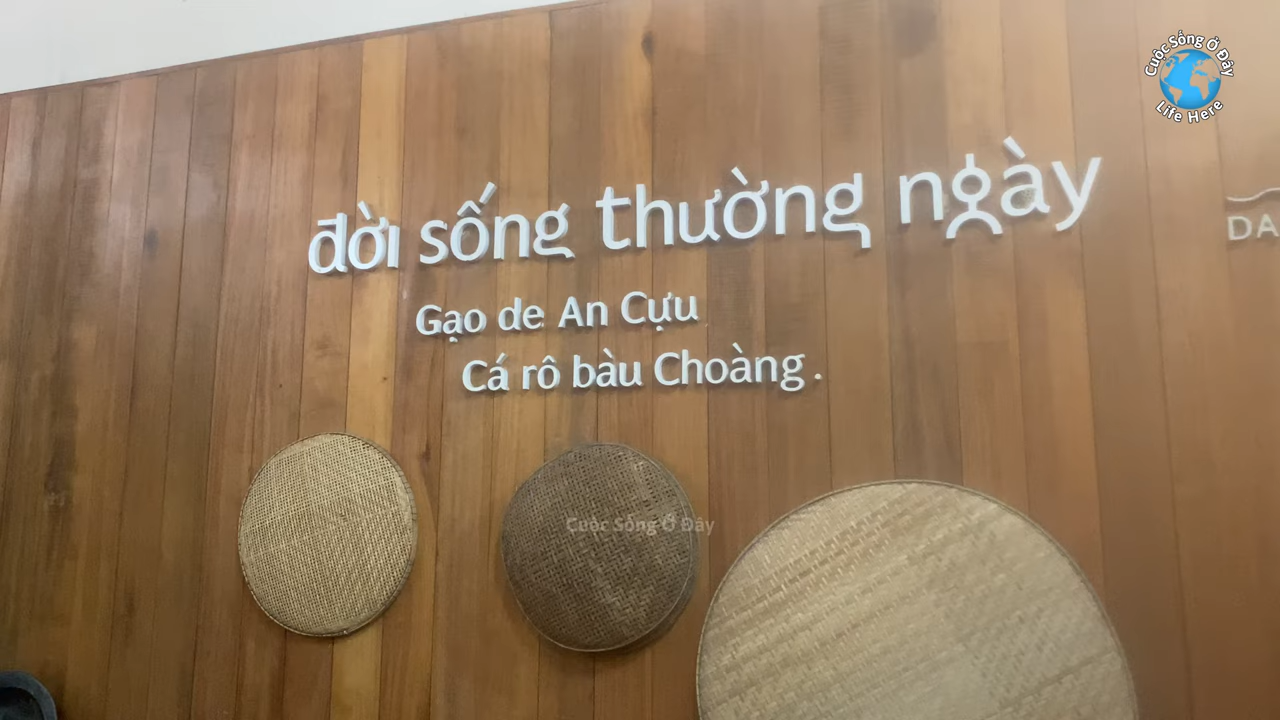 Cuộc Sống Ở Đây
Life Here
đời sống thường ngày
DA
Gạo de An Cựu
Cá rô bàu Choàng.
Cuộc Sống Ở Đây